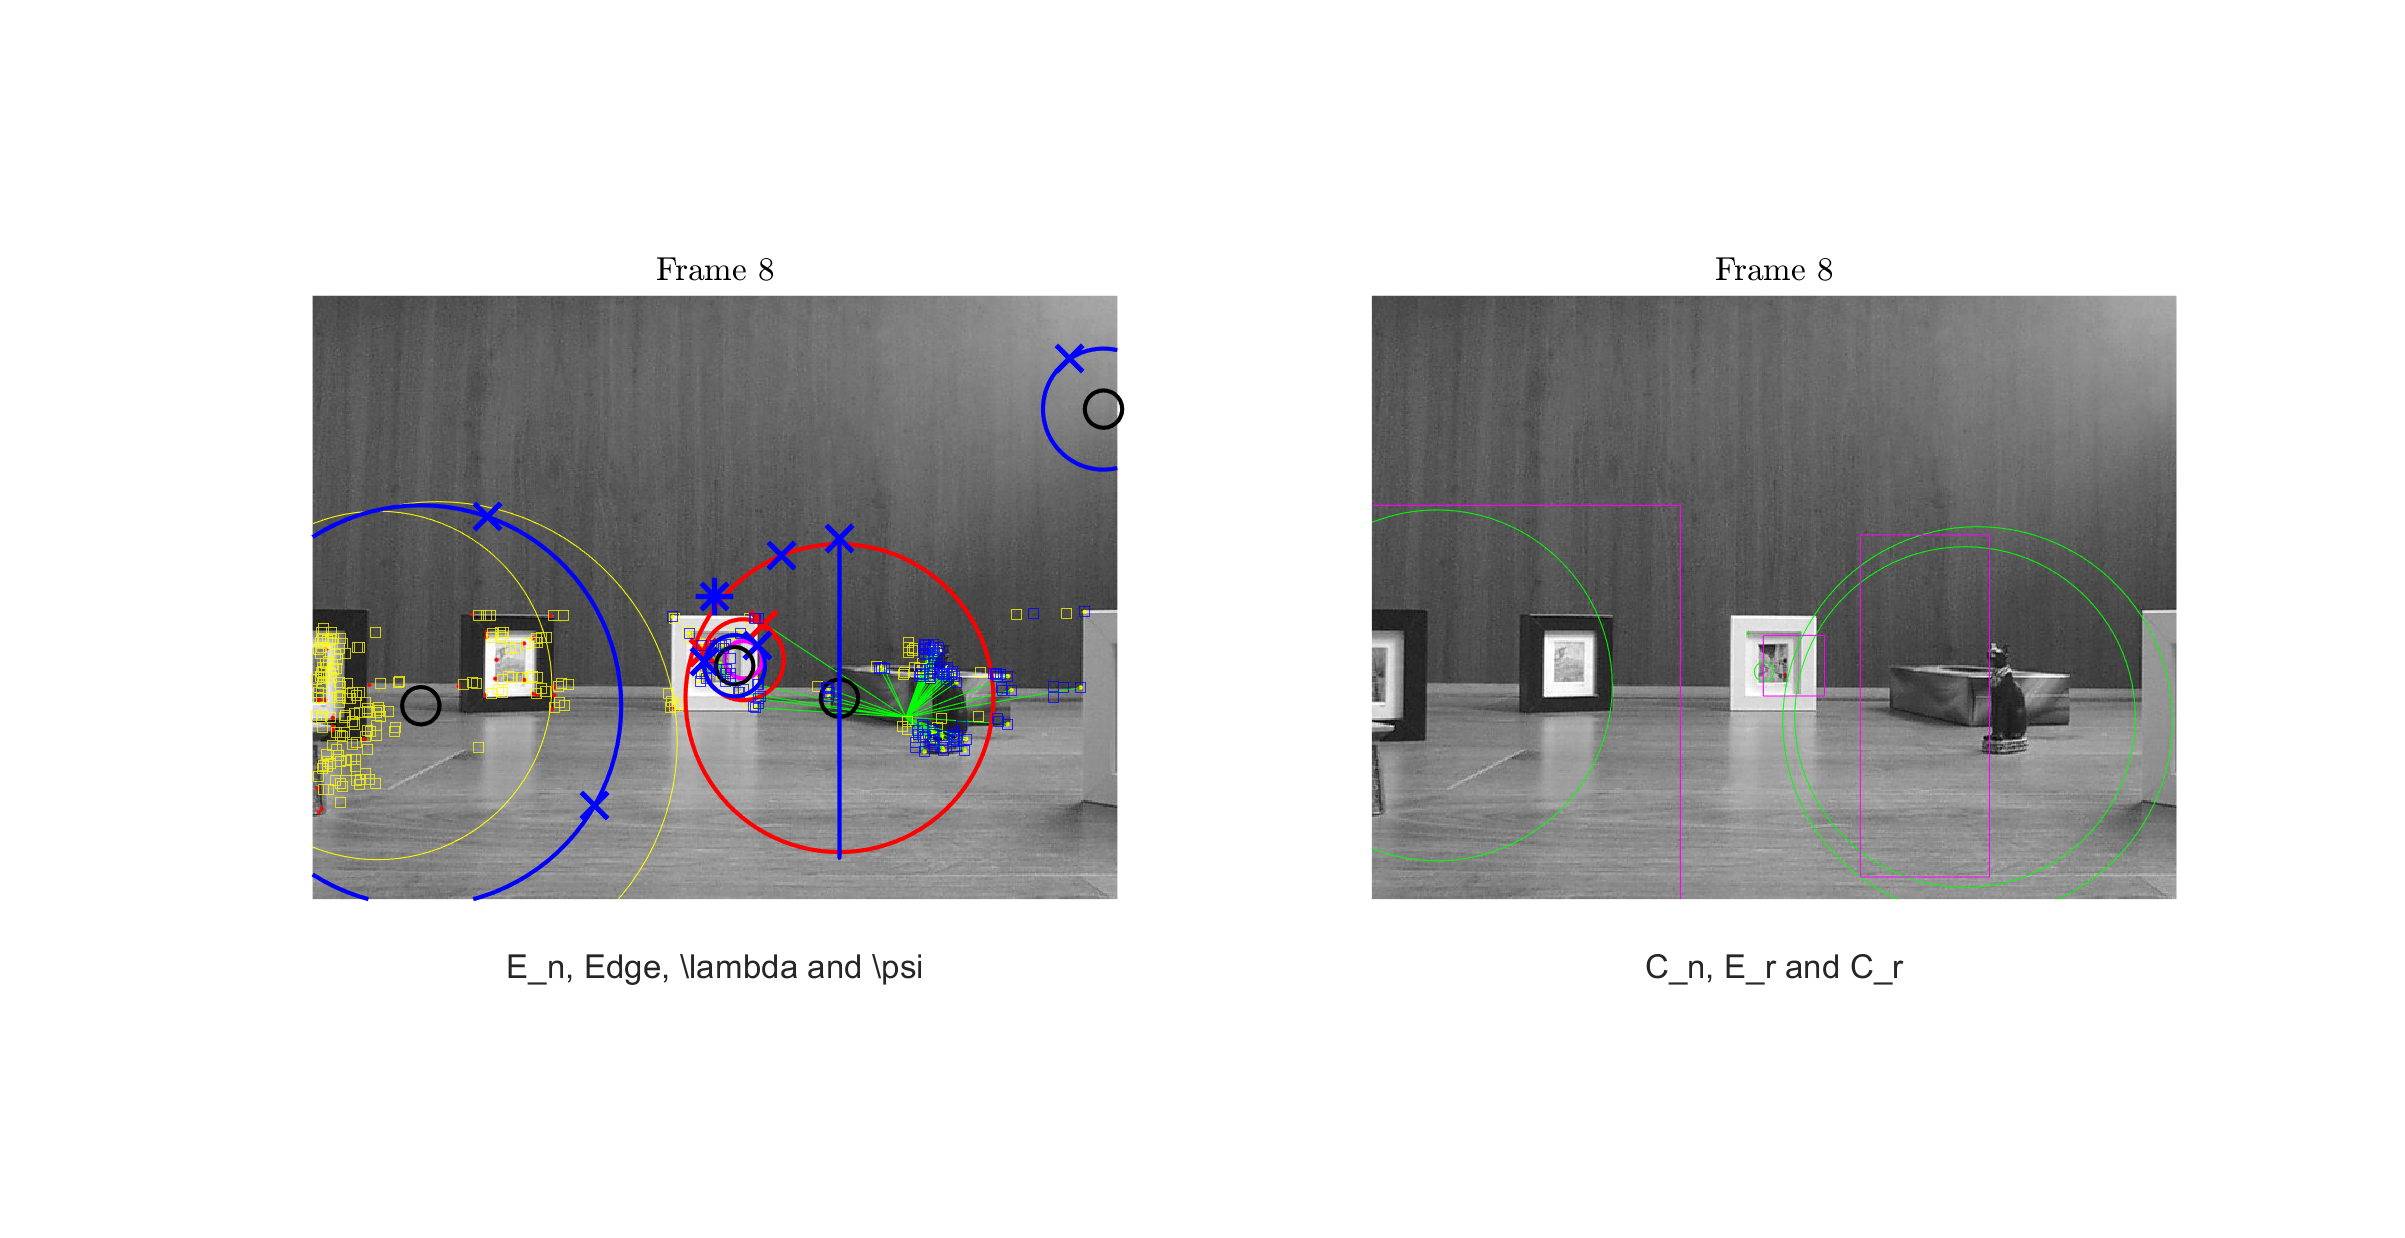 Frame 8
Frame 8
E_n, Edge, \lambda and \psi
C_n, E_r and C_r